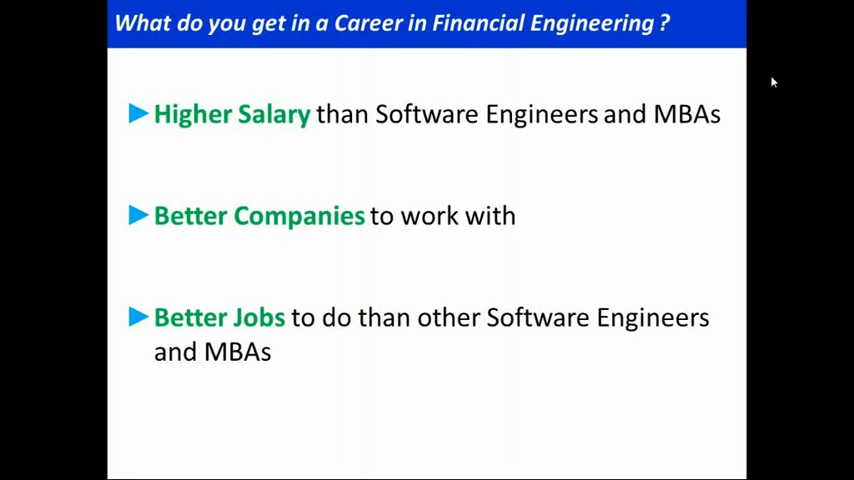 What do you get in a Career in Financial Engineering ?
Higher Salary than Software Engineers and MBAs
Better Companies to work with
Better Jobs to do than other Software Engineers
and MBAs